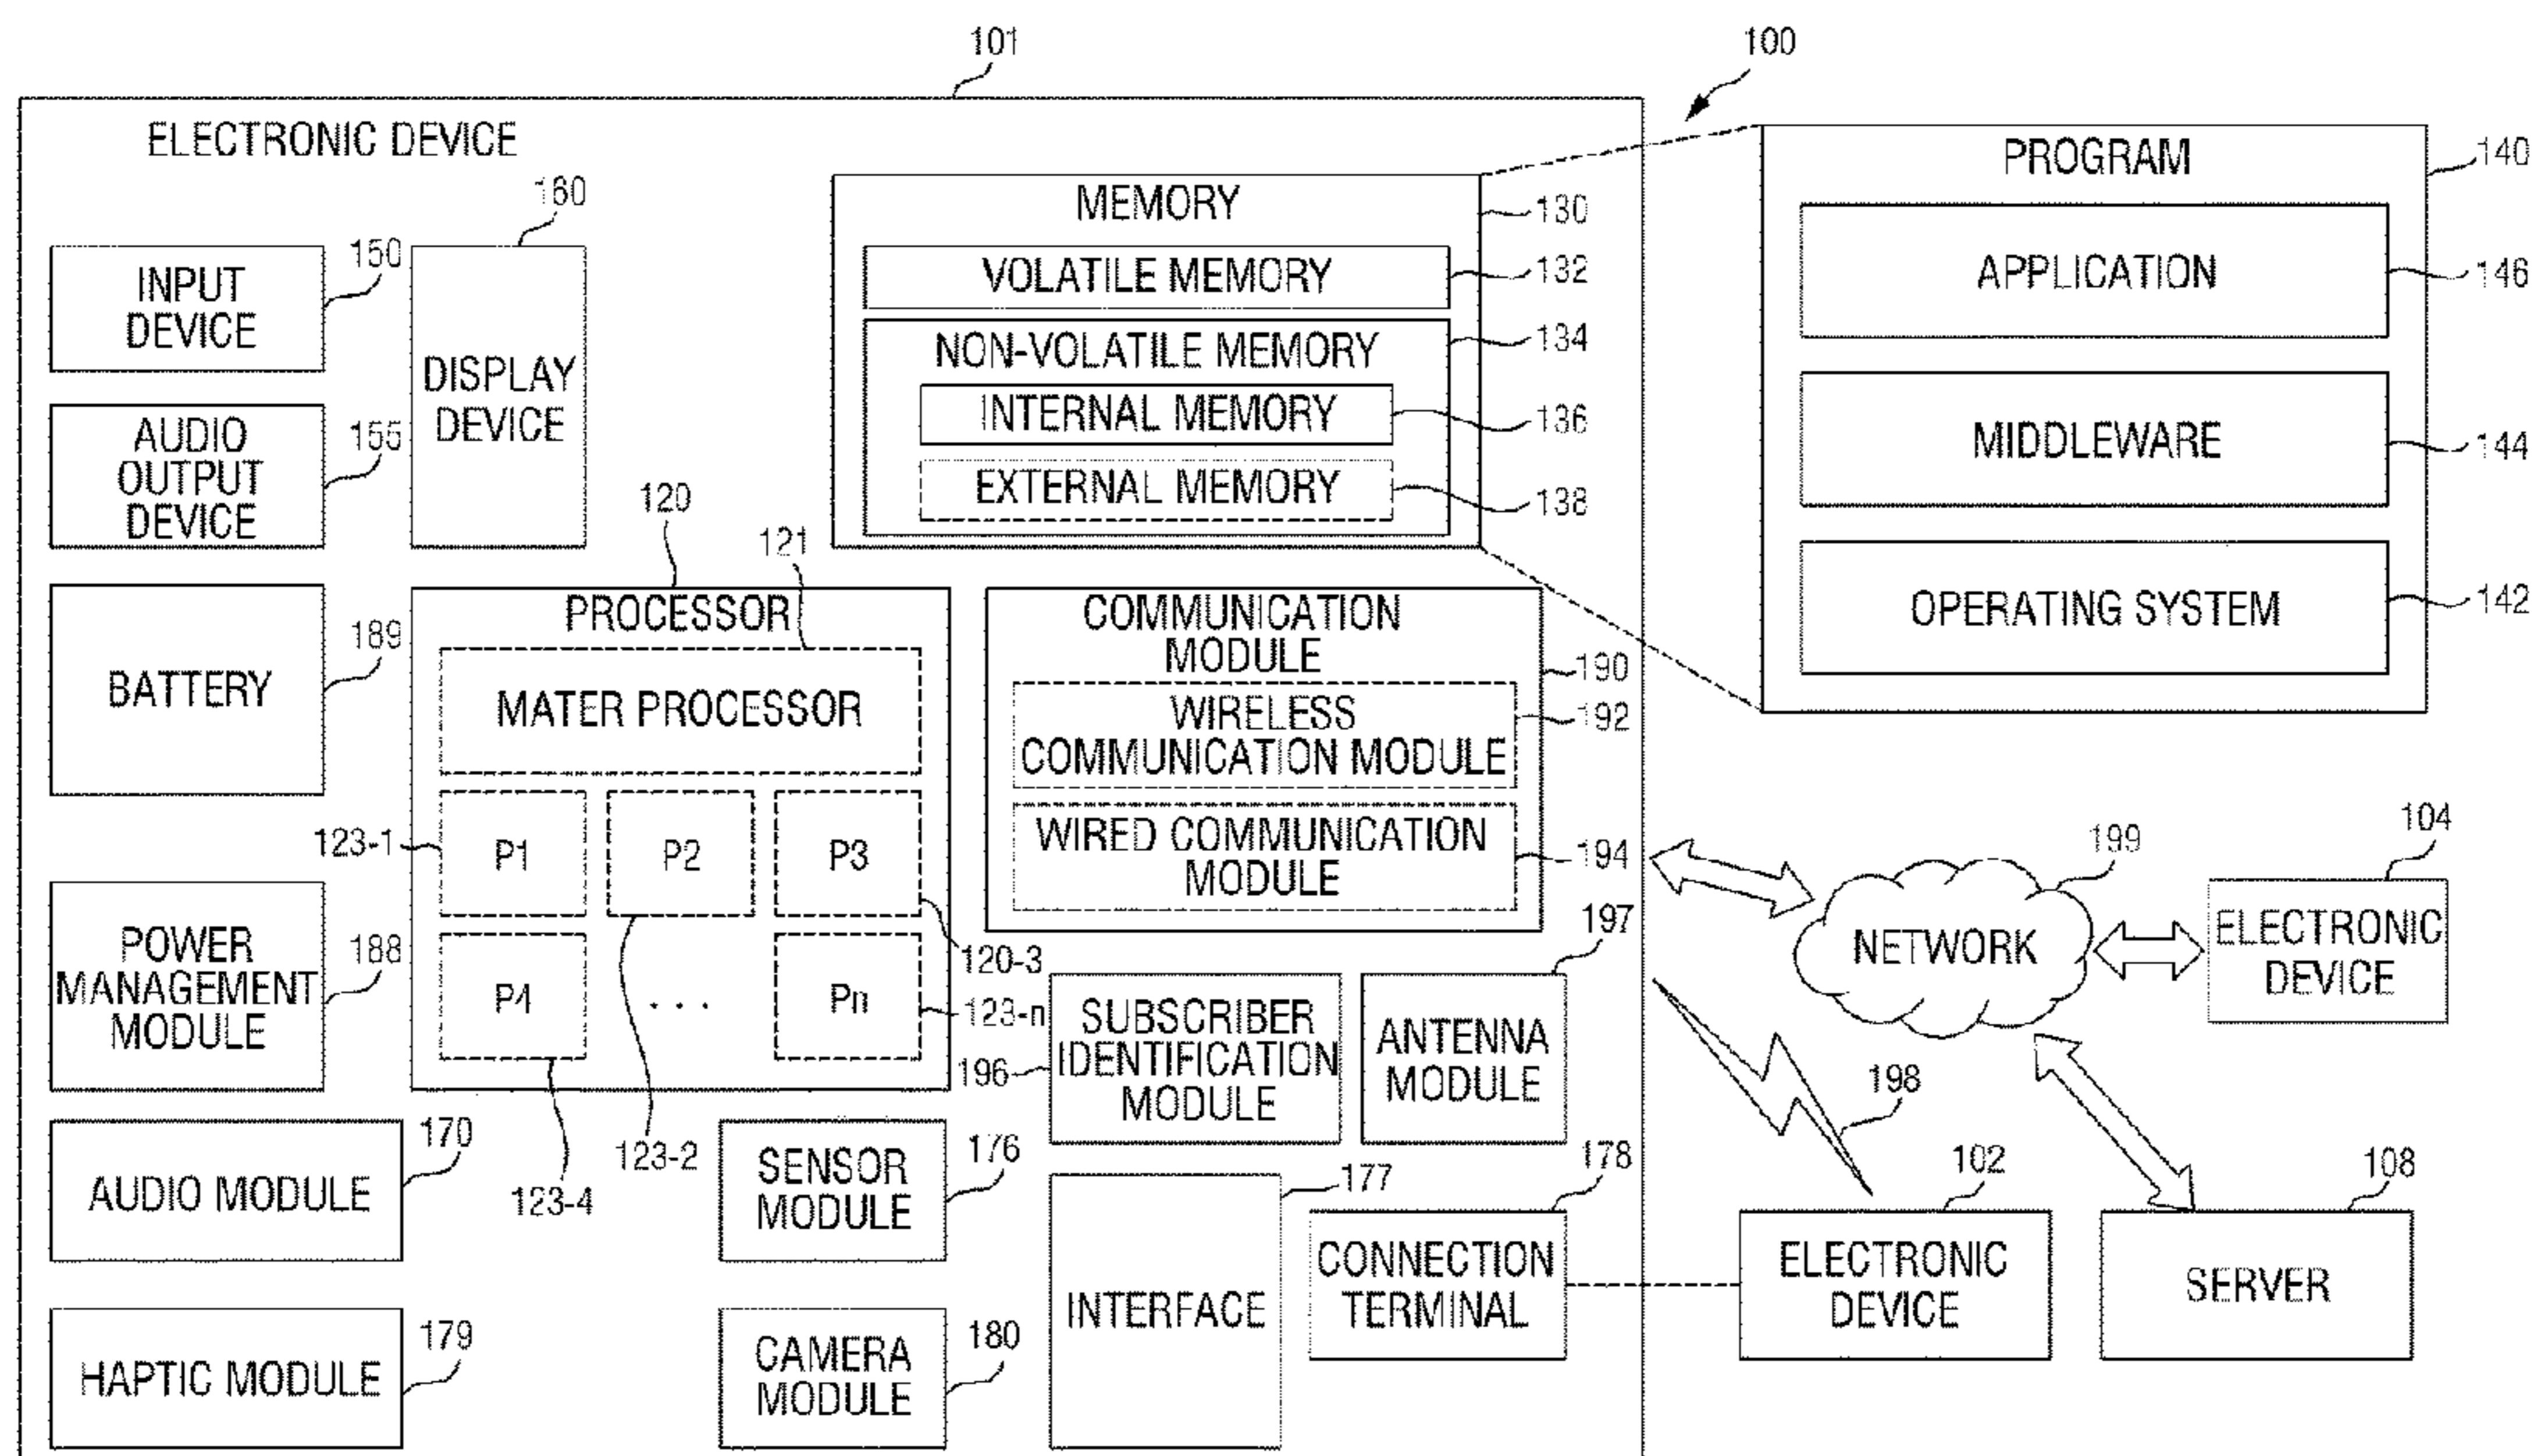 101
100
ELECTRONIC DEVICE
PROGRAM
140
160
MEMORY
130
APPLICATION
146
INPUT
DEVICE
150
DISPLAY
DEVICE
VOLATILE MEMORY
132
NON-VOLATILE MEMORY
134
INTERNAL MEMORY
136
MIDDLEWARE
144
AUDIO
OUTPUT
DEVICE
155
EXTERNAL MEMORY
138
120
121
OPERATING SYSTEM
142
BATTERY
189
PROCESSOR
MATER PROCESSOR
COMMUNICATION
MODULE
190
WIRELESS
COMMUNICATION MODULE
192
123-1
P1
P2
P3
WIRED COMMUNICATION
MODULE
194
104
199
POWER
MANAGEMENT
MODULE
188
P4
. . .
Pn
120-3
123-n
197
NETWORK
ELECTRONIC
DEVICE
SUBSCRIBER
IDENTIFICATION
MODULE
196
ANTENNA
MODULE
198
AUDIO MODULE
170
123-4
123-2
SENSOR
MODULE
176
177
178
102
108
INTERFACE
CONNECTION
TERMINAL
ELECTRONIC
DEVICE
SERVER
HAPTIC MODULE
179
CAMERA
MODULE
180